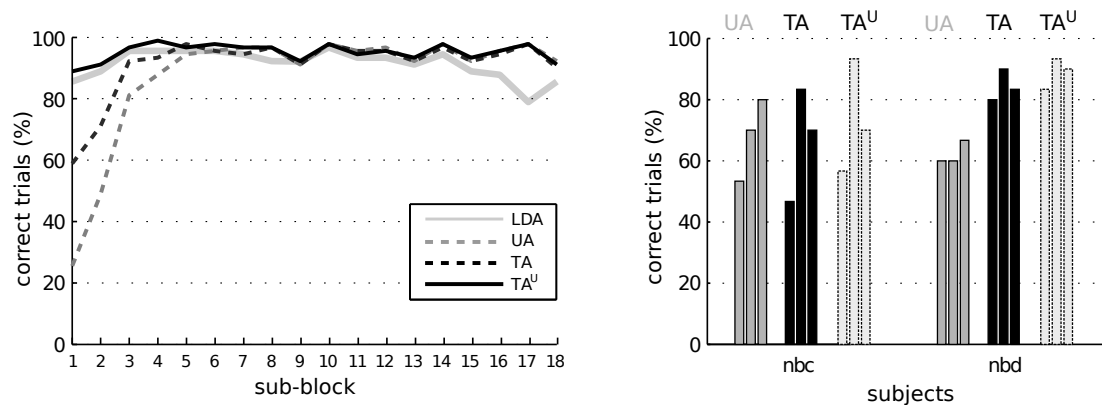 100
80
60
40
20
0
correct trials (%)
LDA
UA
TA
TA^U
1 2 3 4 5 6 7 8 9 10 11 12 13 14 15 16 17 18
sub-block
UA TA TA^U UA TA TA^U
100
80
60
40
20
0
correct trials (%)
nbc nbd
subjects